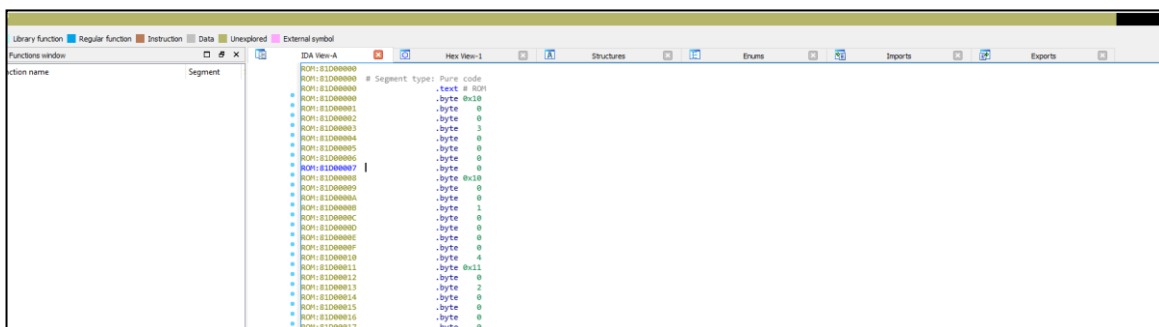 Library function Regular function Instruction Data Unexplored External symbol
Functions window
IDA View-A Hex View-1 Structures Enums Imports Exports
ction name Segment
ROM:81D00000
ROM:81D00000 # Segment type: Pure code
ROM:81D00000 .text # ROM
ROM:81D00000 .byte 0x10
ROM:81D00001 .byte 0
ROM:81D00002 .byte 0
ROM:81D00003 .byte 3
ROM:81D00004 .byte 0
ROM:81D00005 .byte 0
ROM:81D00006 .byte 0
ROM:81D00007 .byte 0
ROM:81D00008 .byte 0x10
ROM:81D00009 .byte 0
ROM:81D0000A .byte 0
ROM:81D0000B .byte 1
ROM:81D0000C .byte 0
ROM:81D0000D .byte 0
ROM:81D0000E .byte 0
ROM:81D0000F .byte 0
ROM:81D00010 .byte 4
ROM:81D00011 .byte 0x11
ROM:81D00012 .byte 0
ROM:81D00013 .byte 2
ROM:81D00014 .byte 0
ROM:81D00015 .byte 0
ROM:81D00016 .byte 0
ROM:81D00017 .byte 0